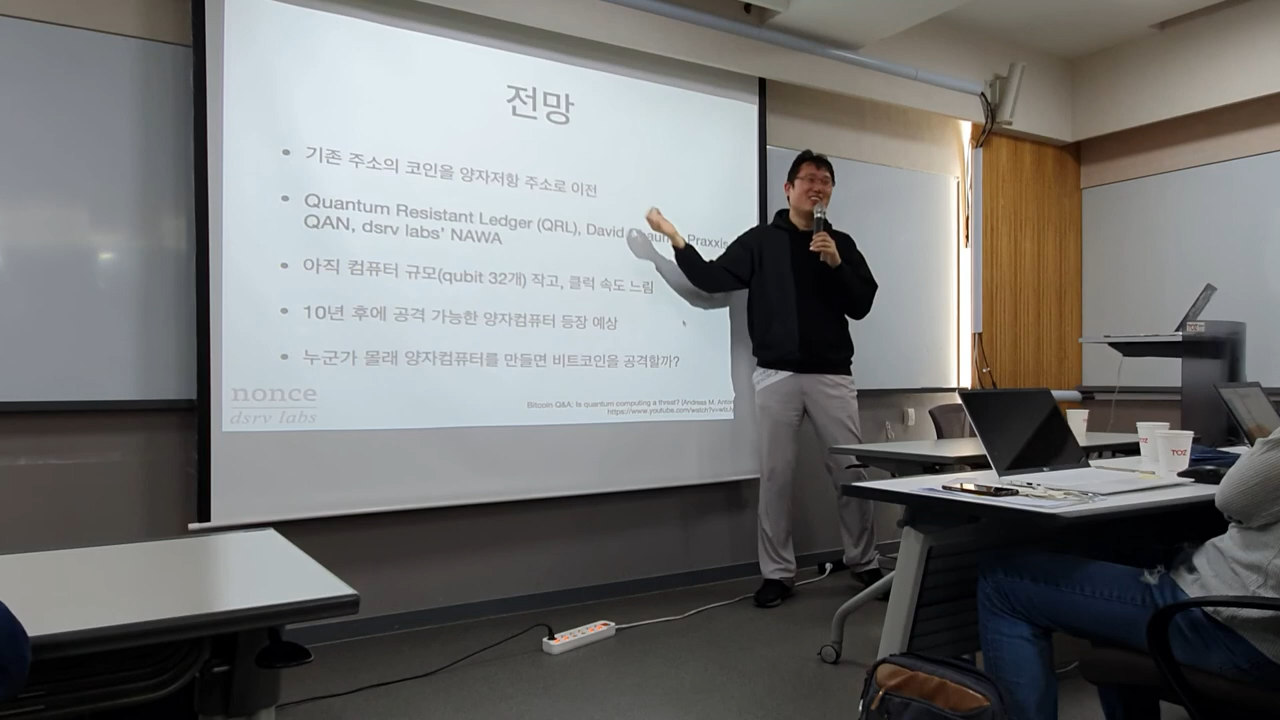 전망
• 기존 주소의 코인을 양자저항 주소로 이전
• Quantum Resistant Ledger (QRL), David Praxxis
QAN, dsrv labs' NAWA
• 아직 컴퓨터 규모(qubit 32개) 작고, 클럭 속도 느림
• 10년 후에 공격 가능한 양자컴퓨터 등장 예상
• 누군가 몰래 양자컴퓨터를 만들면 비트코인을 공격할까?
nonce
dsrv labs
Bitcoin Q&A: Is quantum computing a threat? (Andreas M.
https://www.youtube.com/watch?
TOZ